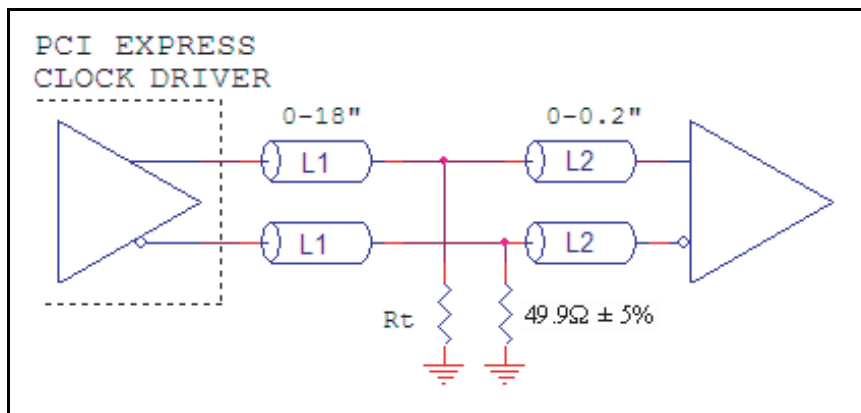 PCI EXPRESS
CLOCK DRIVER
0-18"
0-0.2"
L1
L2
L1
L2
Rt
49.9Ω ± 5%